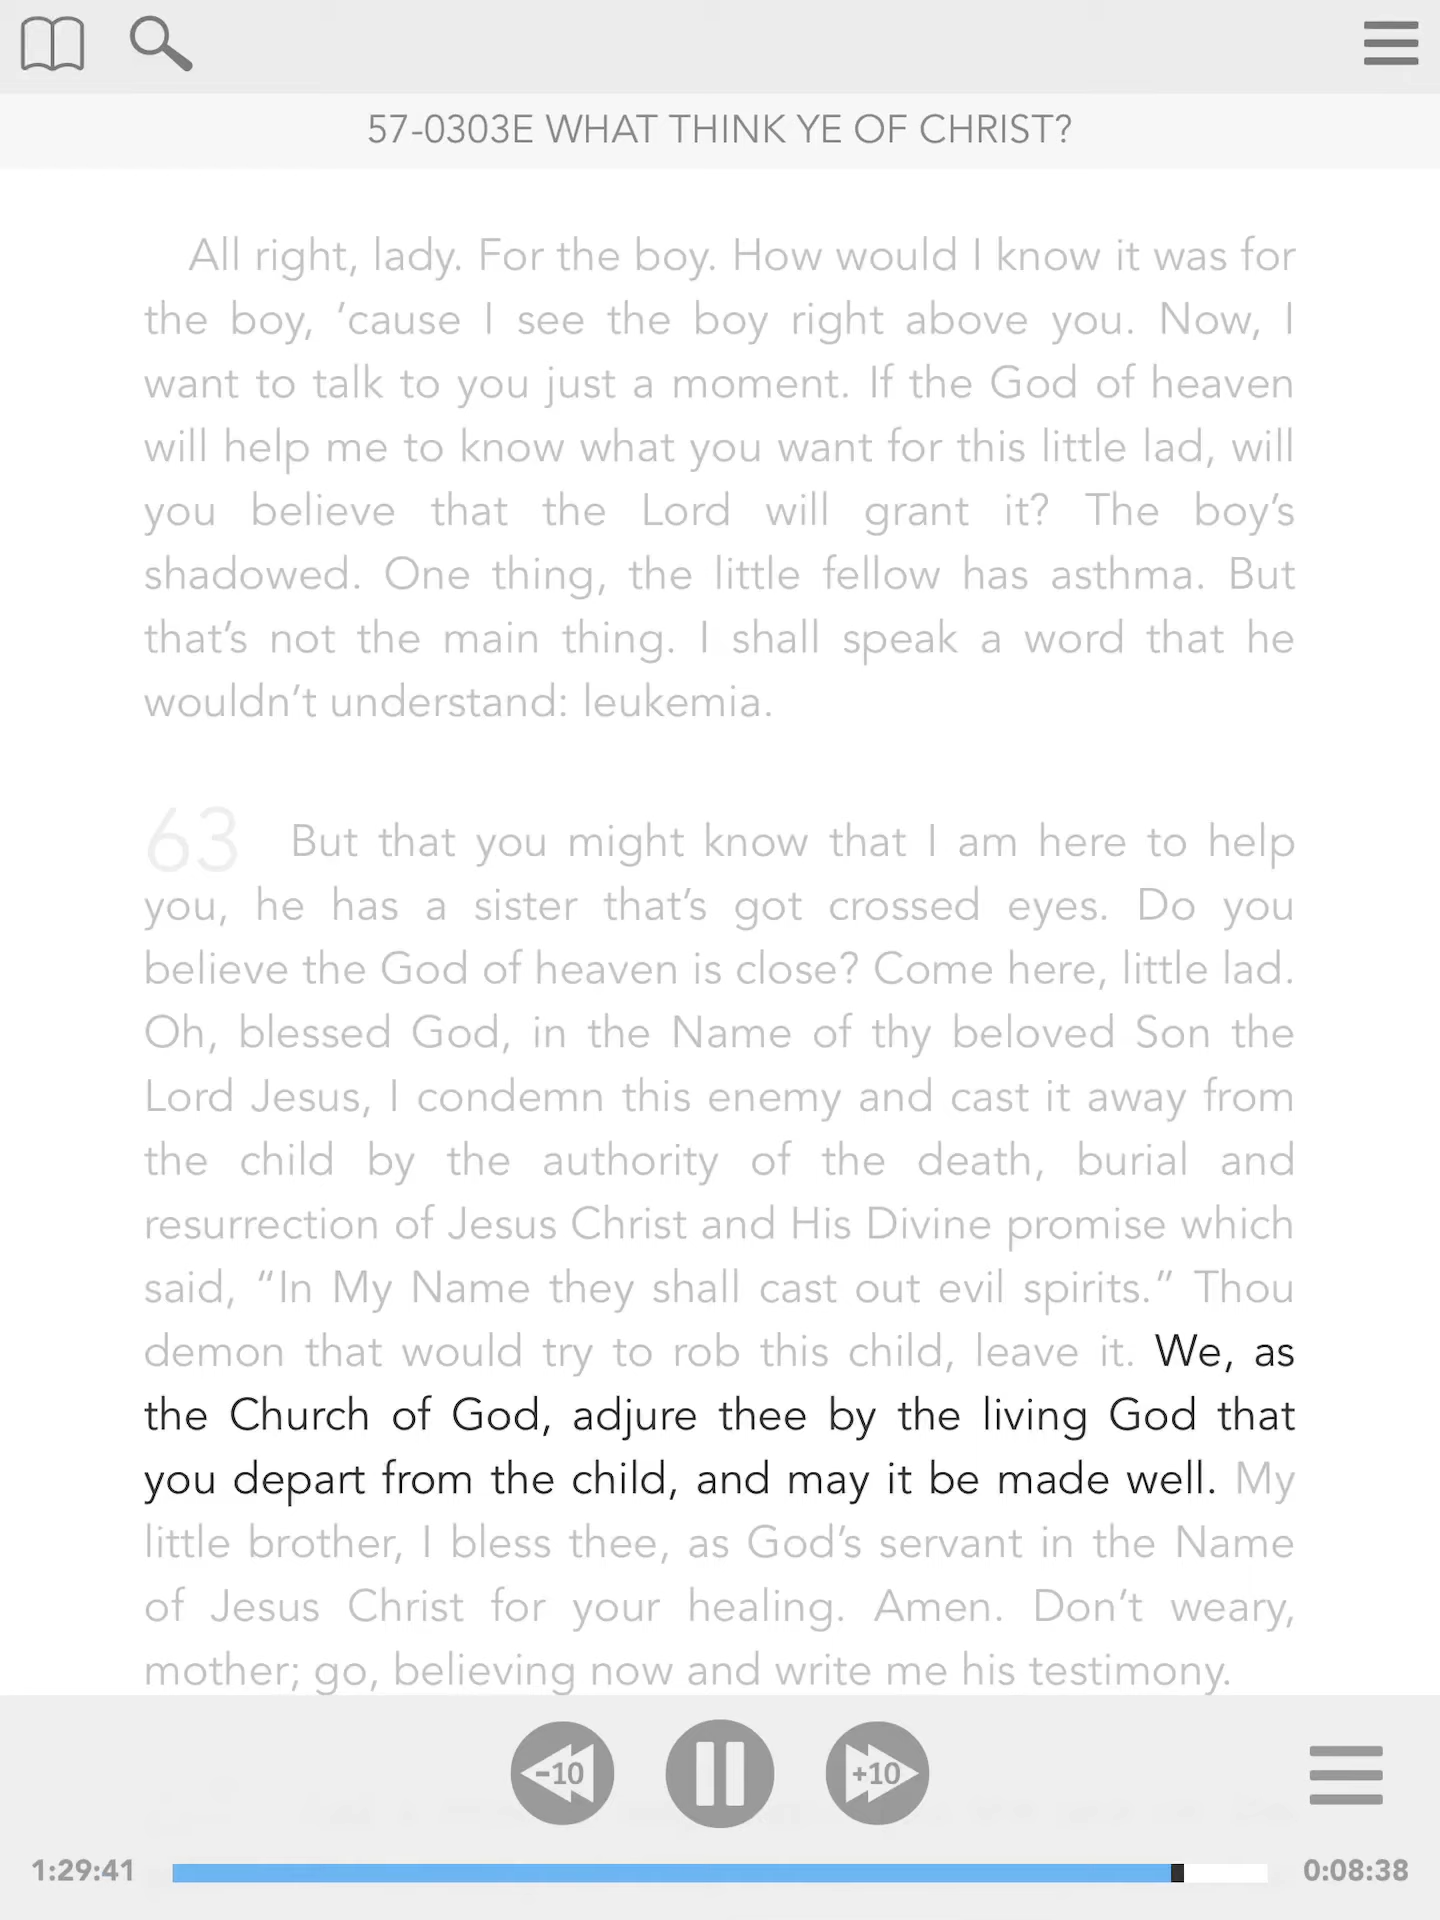 57-0303E WHAT THINK YE OF CHRIST?
All right, lady. For the boy. How would I know it was for
the boy, ’cause I see the boy right above you. Now, I
want to talk to you just a moment. If the God of heaven
will help me to know what you want for this little lad, will
you believe that the Lord will grant it? The boy’s
shadowed. One thing, the little fellow has asthma. But
that’s not the main thing. I shall speak a word that he
wouldn’t understand: leukemia.
63 But that you might know that I am here to help
you, he has a sister that’s got crossed eyes. Do you
believe the God of heaven is close? Come here, little lad.
Oh, blessed God, in the Name of thy beloved Son the
Lord Jesus, I condemn this enemy and cast it away from
the child by the authority of the death, burial and
resurrection of Jesus Christ and His Divine promise which
said, “In My Name they shall cast out evil spirits.” Thou
demon that would try to rob this child, leave it. We, as
the Church of God, adjure thee by the living God that
you depart from the child, and may it be made well. My
little brother, I bless thee, as God’s servant in the Name
of Jesus Christ for your healing. Amen. Don’t weary,
mother; go, believing now and write me his testimony.
-10 +10
1:29:41 0:08:38